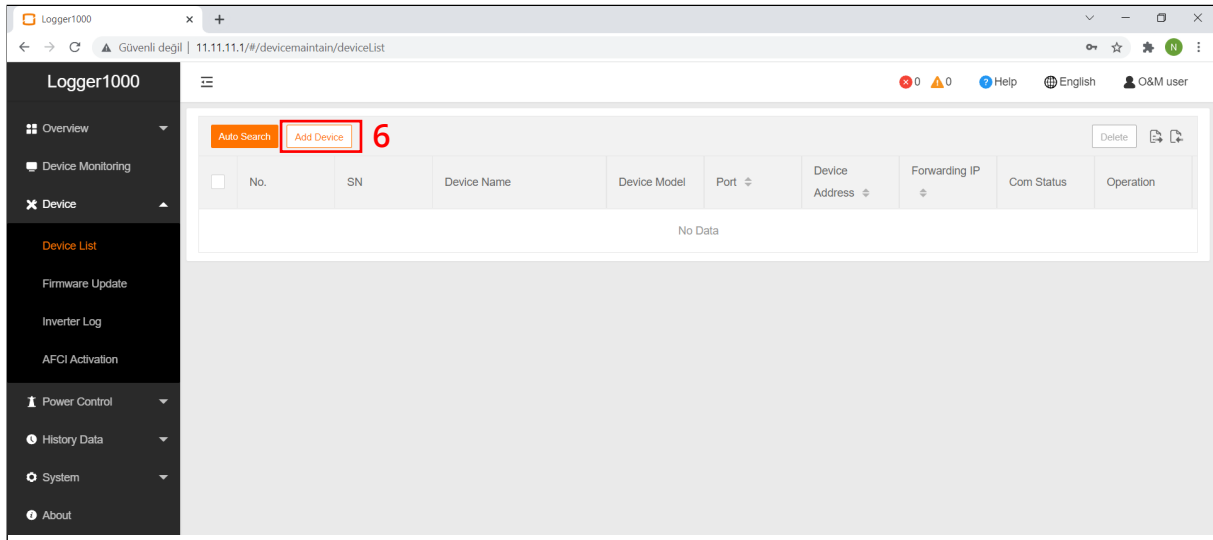 Logger1000
Güvenli değil | 11.11.11.1/#/devicemaintain/deviceList
N
Logger1000
0 0 Help English O&M user
Overview
Device Monitoring
Device
Device List
Firmware Update
Inverter Log
AFCI Activation
Power Control
History Data
System
About
Auto Search Add Device 6 Delete
No. SN Device Name Device Model Port Device Address Forwarding IP Com Status Operation
No Data